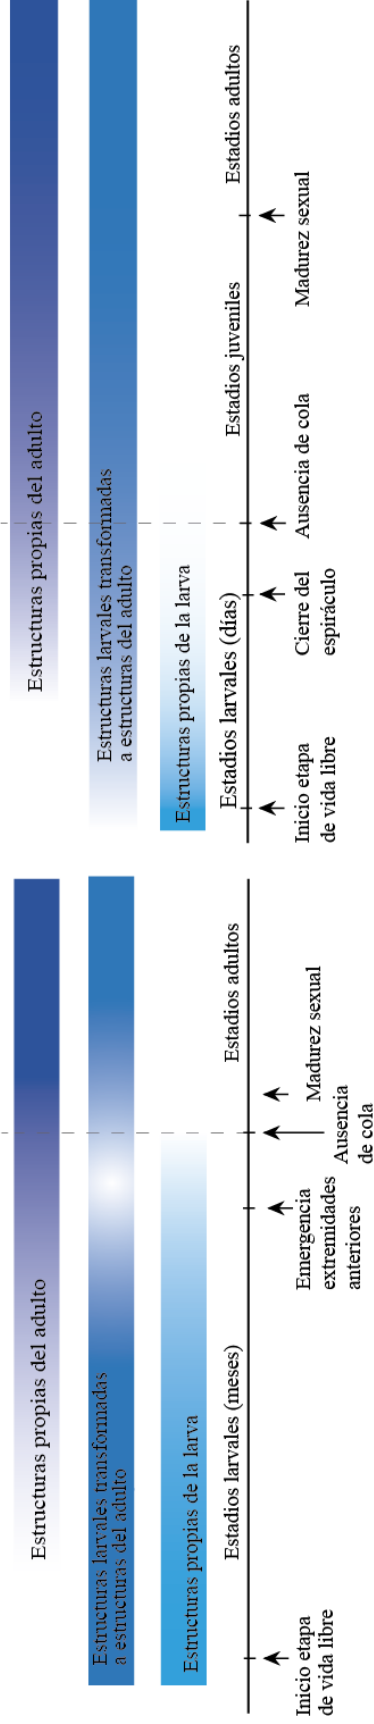 Estructuras propias del adulto
Estructuras larvales transformadas
a estructuras del adulto
Estructuras propias de la larva
Estadios larvales (meses)
Estadios adultos
Inicio etapa
de vida libre
Emergencia
extremidades
anteriores
Ausencia
de cola
Madurez sexual
Estructuras propias del adulto
Estructuras larvales transformadas
a estructuras del adulto
Estructuras propias de la larva
Estadios larvales (días)
Estadios juveniles
Estadios adultos
Inicio etapa
de vida libre
Cierre del
espiráculo
Ausencia de cola
Madurez sexual